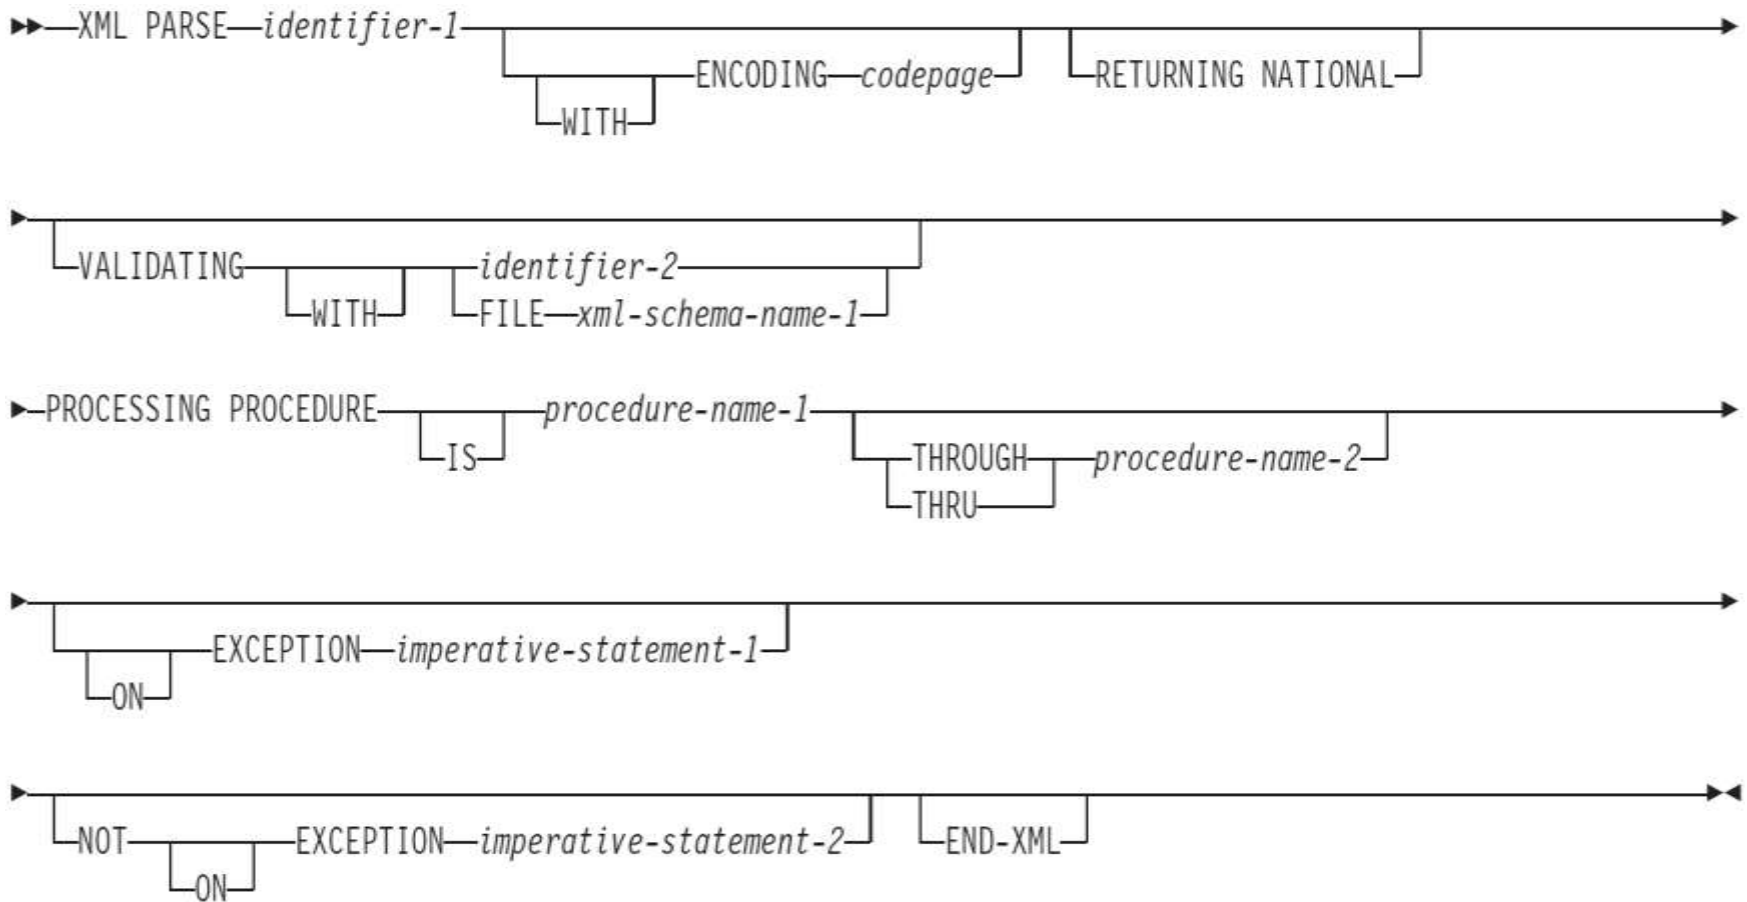 XML PARSE identifier-1
ENCODING codepage RETURNING NATIONAL
WITH
VALIDATING identifier-2
WITH FILE xml-schema-name-1
PROCESSING PROCEDURE procedure-name-1
IS THROUGH procedure-name-2
THRU
EXCEPTION imperative-statement-1
ON
NOT EXCEPTION imperative-statement-2 END-XML
ON